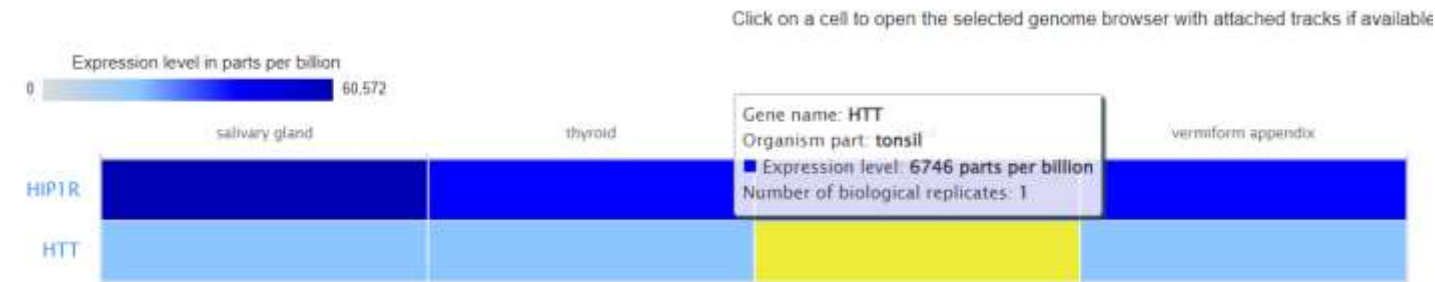 Click on a cell to open the selected genome browser with attached tracks if available
Expression level in parts per billion
0 60,572
salivary gland thyroid vermiform appendix
Gene name: HTT
Organism part: tonsil
Expression level: 6746 parts per billion
Number of biological replicates: 1
HIP1R
HTT